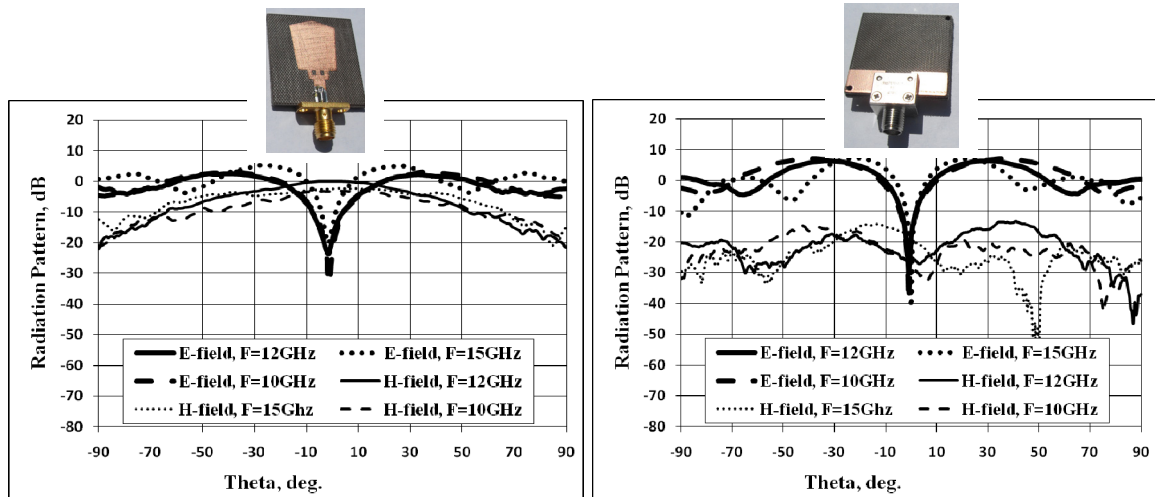 20
10
0
-10
-20
-30
-40
-50
-60
-70
-80
Radiation Pattern, dB
E-field, F=12GHz
E-field, F=15GHz
E-field, F=10GHz
H-field, F=12GHz
H-field, F=15Ghz
H-field, F=10GHz
-90 -70 -50 -30 -10 10 30 50 70 90
Theta, deg.
20
10
0
-10
-20
-30
-40
-50
-60
-70
-80
Radiation Pattern, dB
E-field, F=12GHz
E-field, F=15GHz
E-field, F=10GHz
H-field, F=12GHz
H-field, F=15Ghz
H-field, F=10GHz
-90 -70 -50 -30 -10 10 30 50 70 90
Theta, deg.